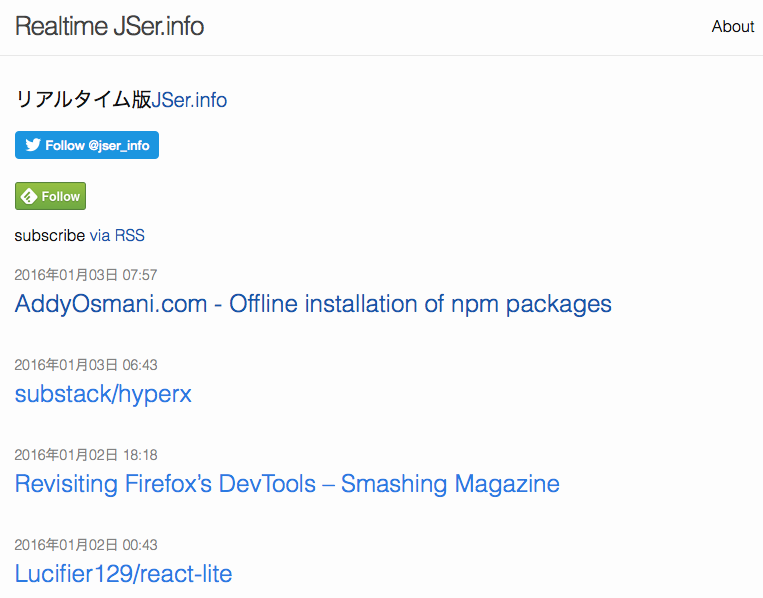 Realtime JSer.info
About
リアルタイム版JSer.info
Follow @jser_info
Follow
subscribe via RSS
2016年01月03日 07:57
AddyOsmani.com - Offline installation of npm packages
2016年01月03日 06:43
substack/hyperx
2016年01月02日 18:18
Revisiting Firefox’s DevTools – Smashing Magazine
2016年01月02日 00:43
Lucifier129/react-lite